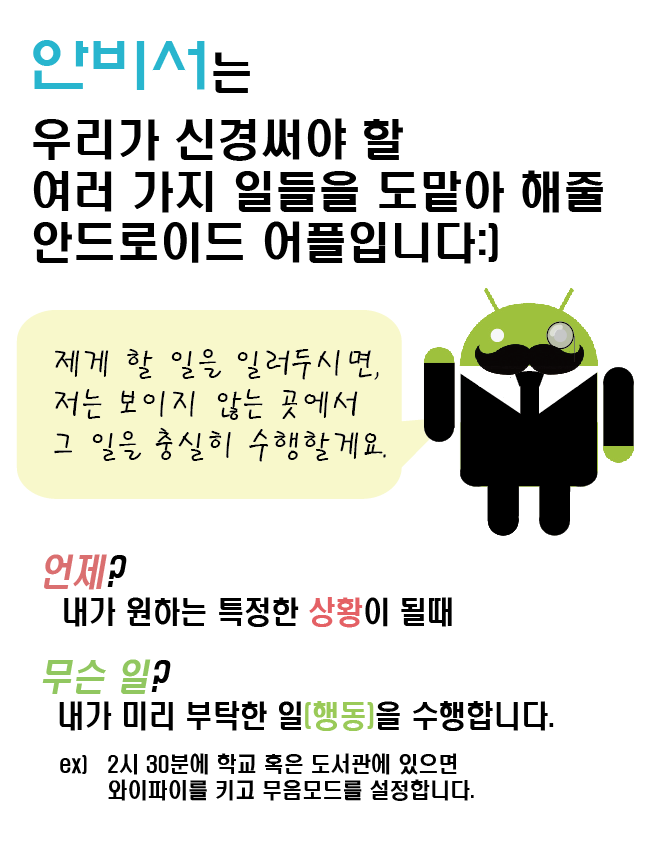 안비서는
우리가 신경써야 할
여러 가지 일들을 도맡아 해줄
안드로이드 어플입니다:)
제게 할 일을 일러두시면,
저는 보이지 않는 곳에서
그 일을 충실히 수행할게요.
언제?
내가 원하는 특정한 상황이 될때
무슨 일?
내가 미리 부탁한 일(행동)을 수행합니다.
ex) 2시 30분에 학교 혹은 도서관에 있으면
와이파이를 키고 무음모드를 설정합니다.